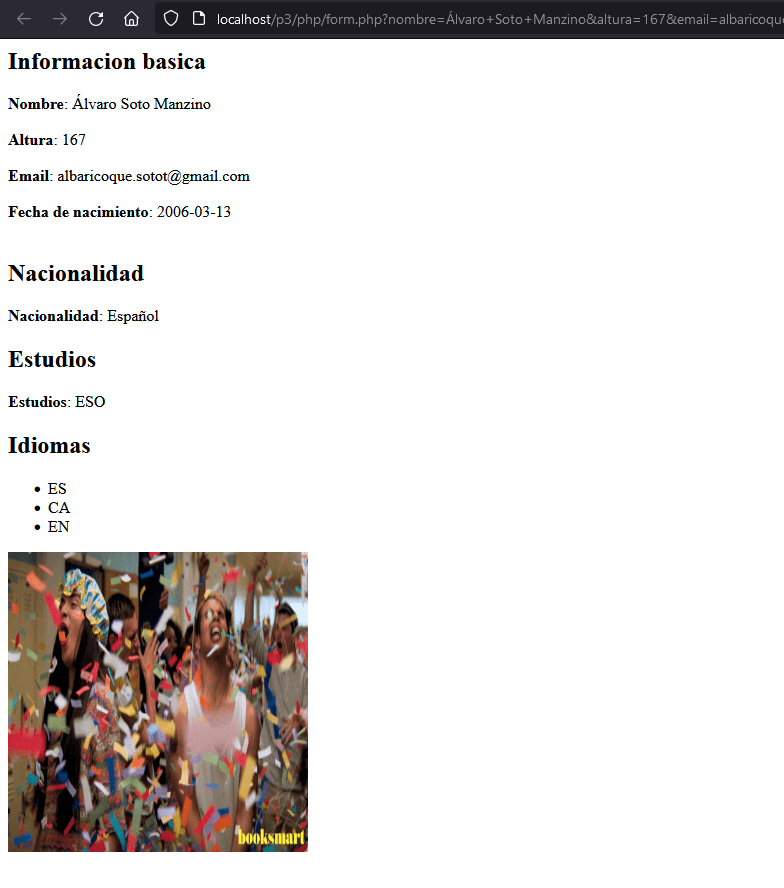 localhost/p3/php/form.php?nombre=Álvaro+Soto+Manzino&altura=167&email=albaricoque
Informacion basica
Nombre: Álvaro Soto Manzino
Altura: 167
Email: albaricoque.sotot@gmail.com
Fecha de nacimiento: 2006-03-13
Nacionalidad
Nacionalidad: Español
Estudios
Estudios: ESO
Idiomas
• ES
• CA
• EN
booksmart